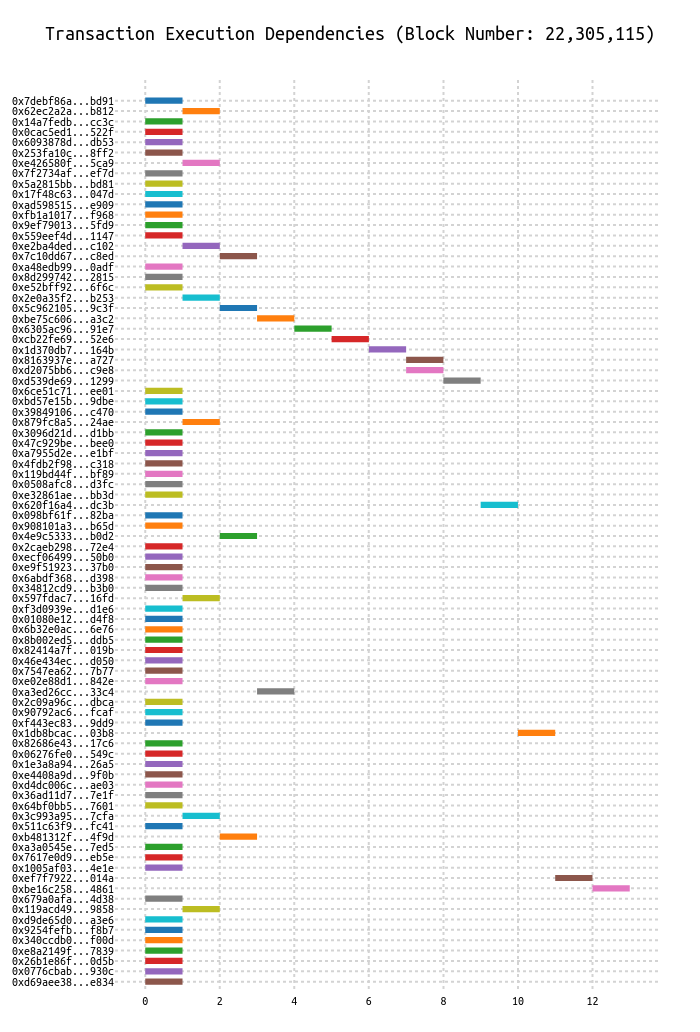 Transaction Execution Dependencies (Block Number: 22,305,115)
0x7debf86a...bd91
0x62ec2a2a...b812
0x14a7fedb...cc3c
0x0cac5ed1...522f
0x6093878d...db53
0x253fa10c...8ff2
0xe426580f...5ca9
0x7f2734af...ef7d
0x5a2815bb...bd81
0x17f48c63...047d
0xad598515...e909
0xfb1a1017...f968
0x9ef79013...5fd9
0x559eef4d...1147
0xe2ba4ded...c102
0x7c10dd67...c8ed
0xa48edb99...0adf
0x8d299742...2815
0xe52bff92...6f6c
0x2e0a35f2...b253
0x5c962105...9c3f
0xbe75c606...a3c2
0x6305ac96...91e7
0xcb22fe69...52e6
0x1d370db7...164b
0x8163937e...a727
0xd2075bb6...c9e8
0xd539de69...1299
0x6ce51c71...ee01
0xbd57e15b...9dbe
0x39849106...c470
0x879fc8a5...24ae
0x3096d21d...d1bb
0x47c929be...bee0
0xa7955d2e...e1bf
0x4fdb2f98...c318
0x119bd44f...bf89
0x0508afc8...d3fc
0xe32861ae...bb3d
0x620f16a4...dc3b
0x098bf61f...82ba
0x908101a3...b65d
0x4e9c5333...b0d2
0x2caeb298...72e4
0xecf06499...50b0
0xe9f51923...37b0
0x6abdf368...d398
0x34812cd9...b3b0
0x597fdac7...16fd
0xf3d0939e...d1e6
0x01080e12...d4f8
0x6b32e0ac...6e76
0x8b002ed5...ddb5
0x82414a7f...019b
0x46e434ec...d050
0x7547ea62...7b77
0xe02e88d1...842e
0xa3ed26cc...33c4
0x2c09a96c...dbca
0x90792ac6...fcaf
0xf443ec83...9dd9
0x1db8bcac...03b8
0x82686e43...17c6
0x06276fe0...549c
0x1e3a8a94...26a5
0xe4408a9d...9f0b
0xd4dc006c...ae03
0x36ad11d7...7e1f
0x64bf0bb5...7601
0x3c993a95...7cfa
0x511c63f9...fc41
0xb481312f...4f9d
0xa3a0545e...7ed5
0x7617e0d9...eb5e
0x1005af03...4e1e
0xef7f7922...014a
0xbe16c258...4861
0x679a0afa...4d38
0x119acd49...9858
0xd9de65d0...a3e6
0x9254fefb...f8b7
0x340ccdb0...f00d
0xe8a2149f...7839
0x26b1e86f...0d5b
0x0776cbab...930c
0xd69aee38...e834
0 2 4 6 8 10 12